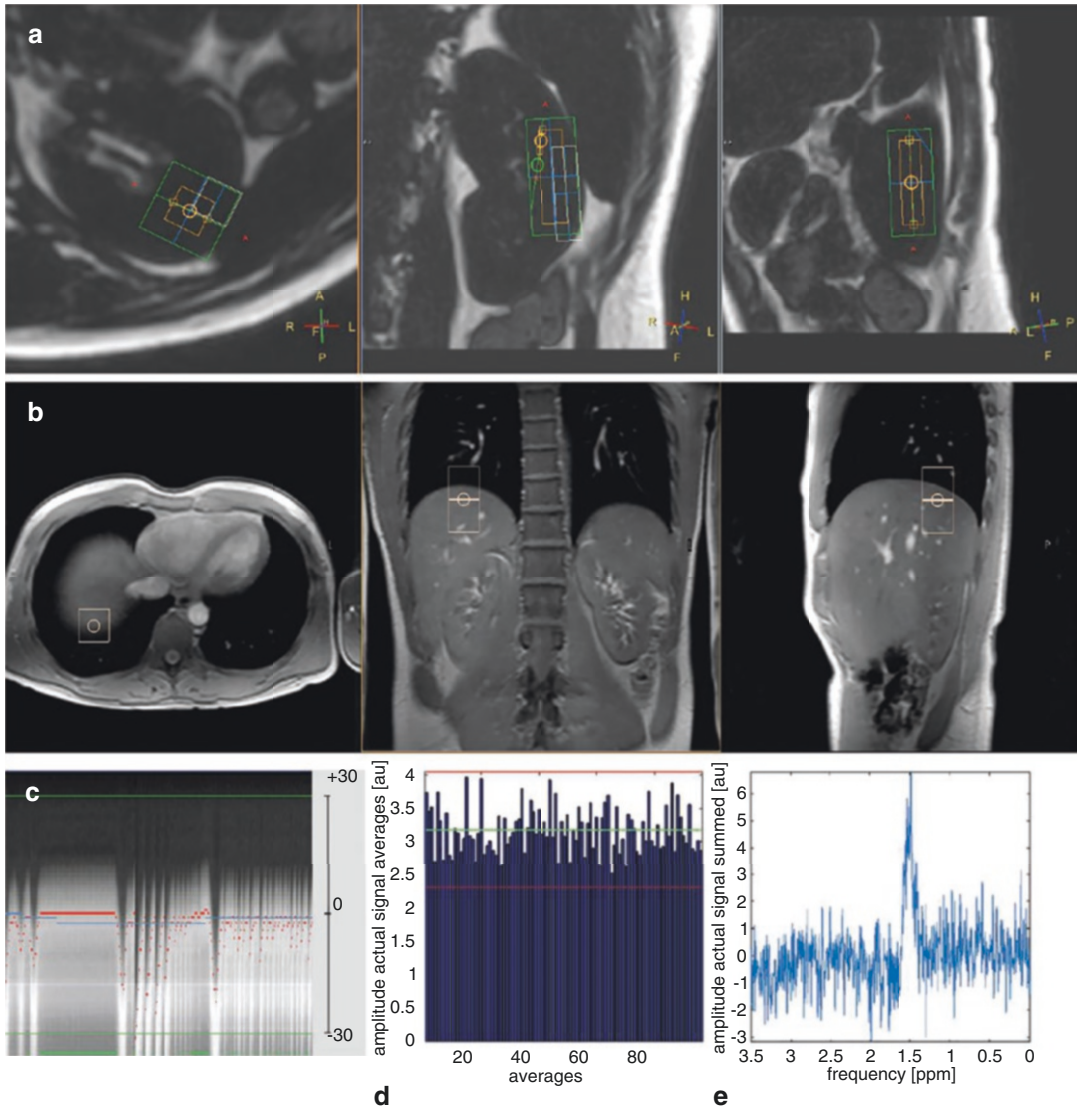 a
A
R
F
L
P
H
R
A
L
F
H
R
L
P
F
b
c
+30
0
-30
amplitude actual signal averages [au]
4
3.5
3
2.5
2
1.5
1
0.5
0
20 40 60 80
averages
d
amplitude actual signal summed [au]
6
5
4
3
2
1
0
-1
-2
-3
3.5 3 2.5 2 1.5 1 0.5 0
frequency [ppm]
e